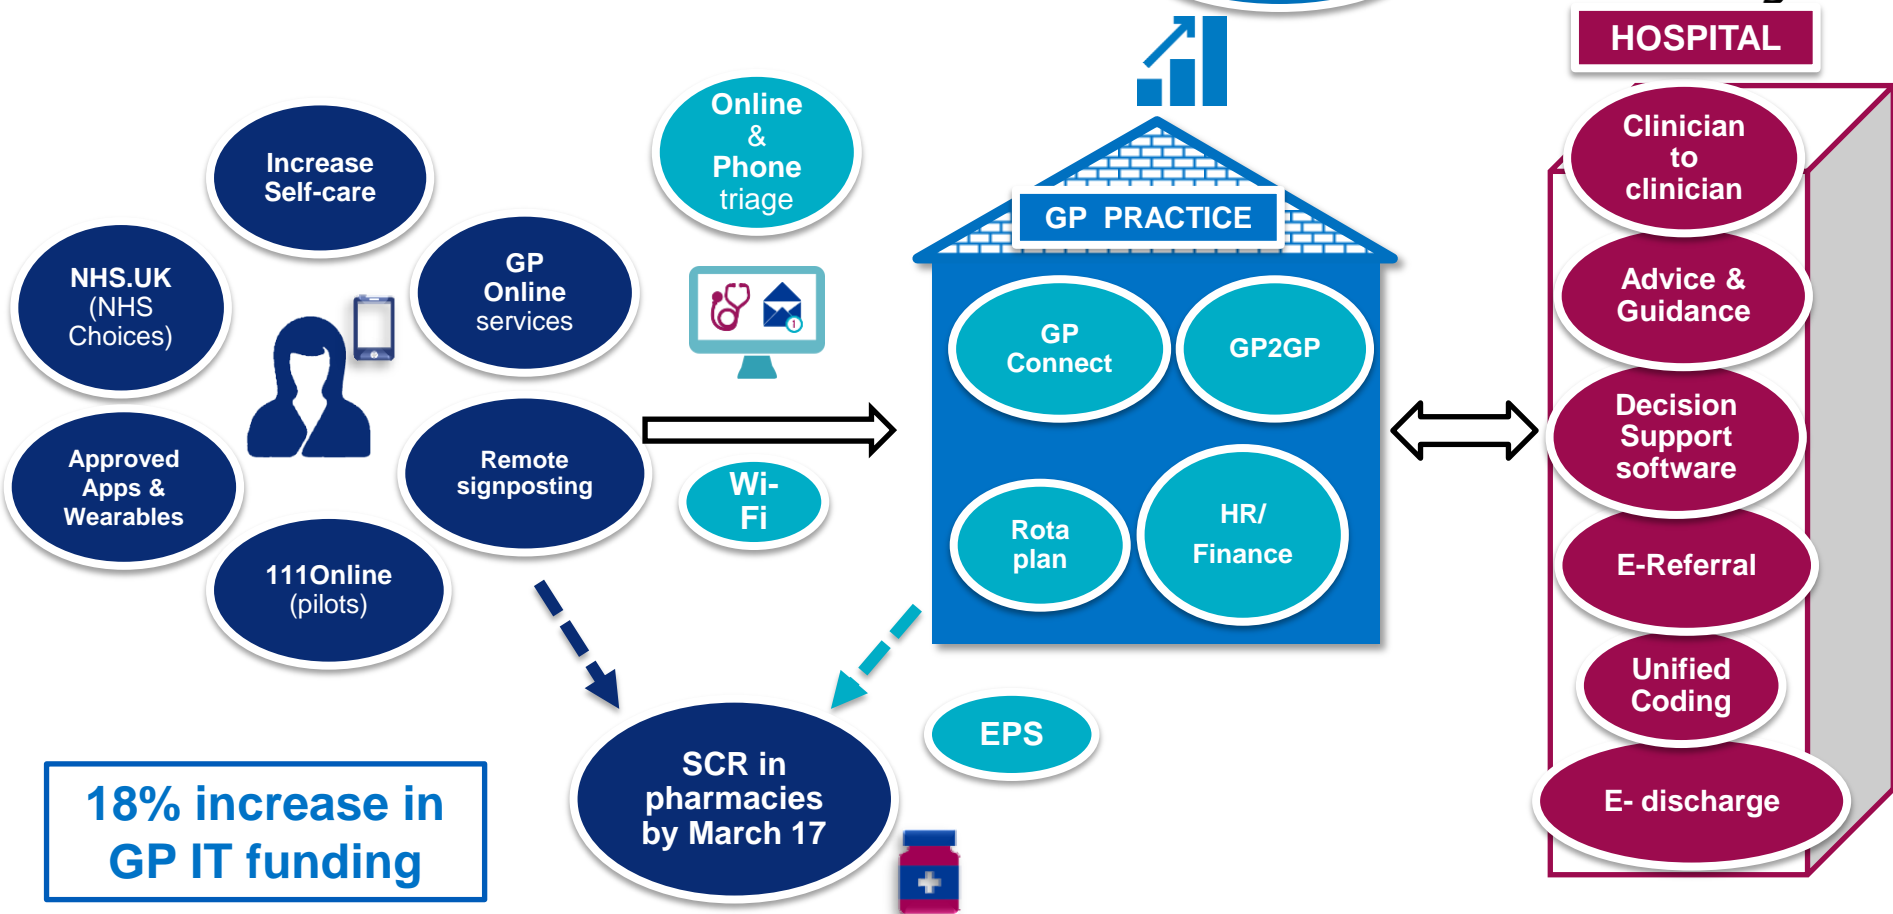 HOSPITAL
Increase
Self-care
NHS.UK
(NHS
Choices)
GP
Online
services
Approved
Apps &
Wearables
Remote
signposting
111Online
(pilots)
Online
&
Phone
triage
1
Wi-
Fi
GP PRACTICE
GP
Connect
GP2GP
Rota
plan
HR/
Finance
Clinician
to
clinician
Advice &
Guidance
Decision
Support
software
E-Referral
Unified
Coding
E- discharge
SCR in
pharmacies
by March 17
EPS
18% increase in
GP IT funding